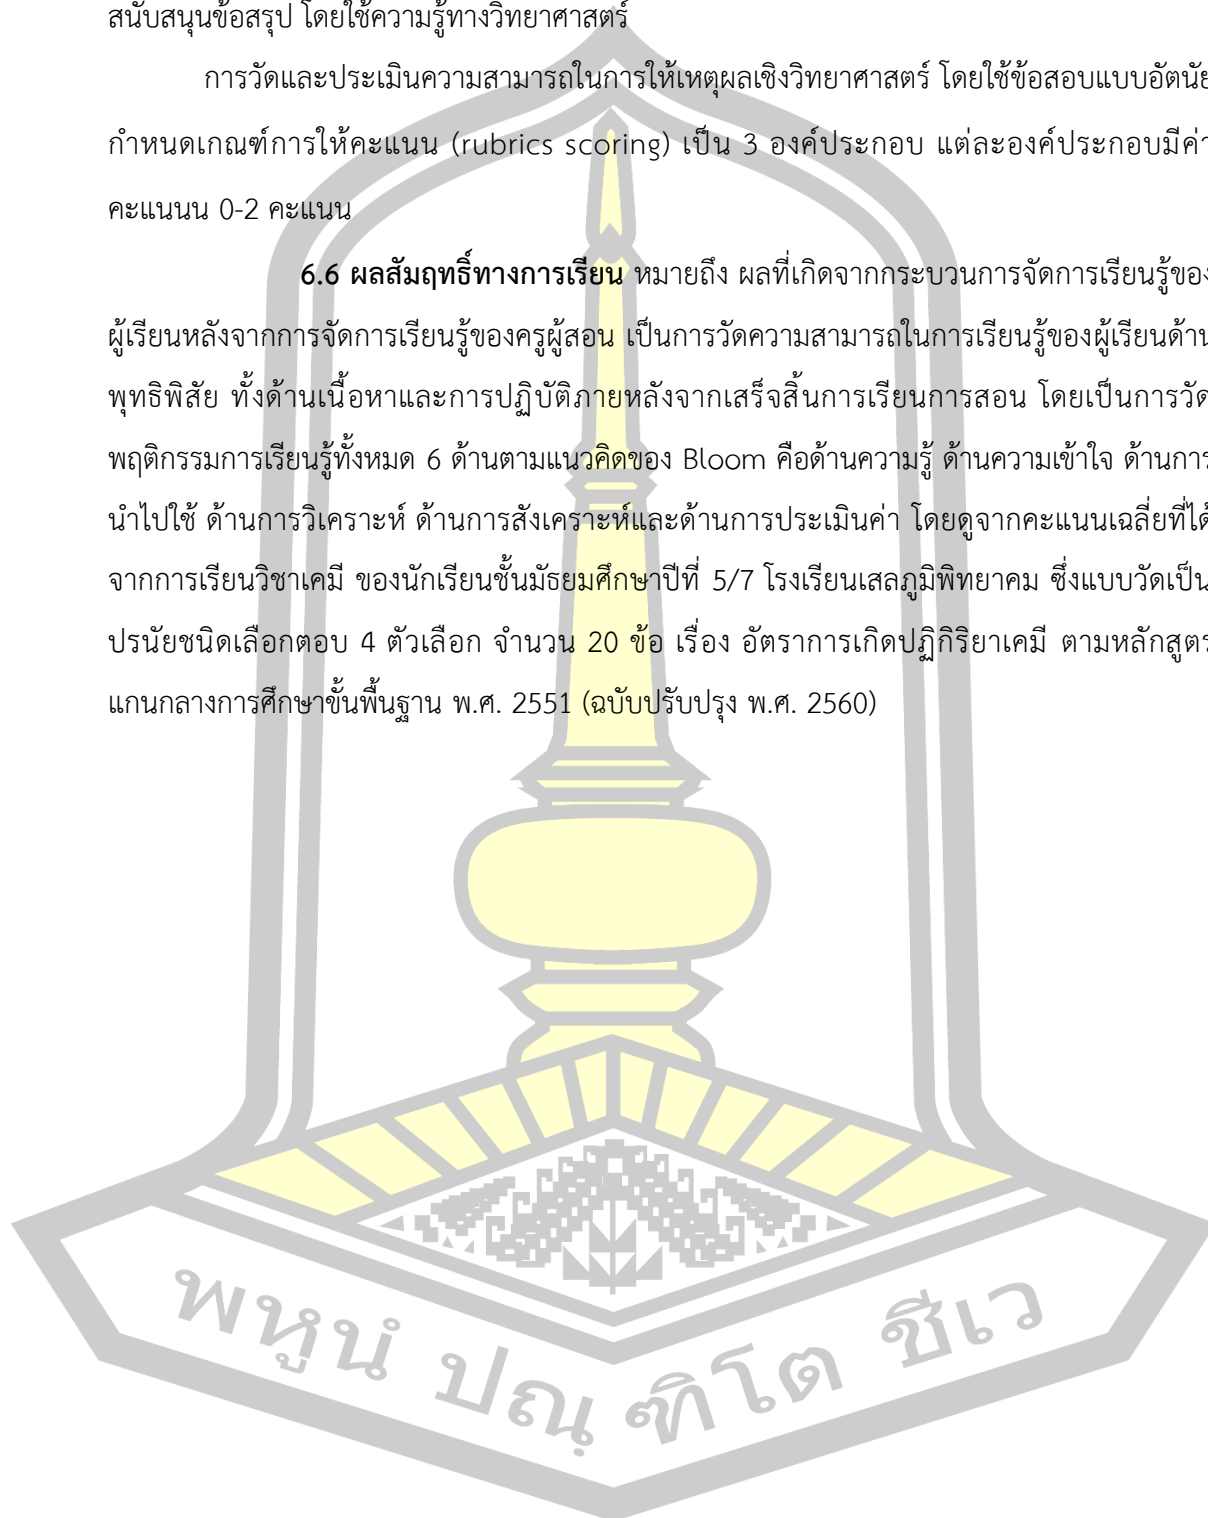 สนับสนุนข้อสรุป โดยใช้ความรู้ทางวิทยาศาสตร์
การวัดและประเมินความสามารถในการให้เหตุผลเชิงวิทยาศาสตร์ โดยใช้ข้อสอบแบบอัตนัย
กำหนดเกณฑ์การให้คะแนน (rubrics scoring) เป็น 3 องค์ประกอบ แต่ละองค์ประกอบมีค่า
คะแนนน 0-2 คะแนน
6.6 ผลสัมฤทธิ์ทางการเรียน หมายถึง ผลที่เกิดจากกระบวนการจัดการเรียนรู้ของ
ผู้เรียนหลังจากการจัดการเรียนรู้ของครูผู้สอน เป็นการวัดความสามารถในการเรียนรู้ของผู้เรียนด้าน
พุทธิพิสัย ทั้งด้านเนื้อหาและการปฏิบัติภายหลังจากเสร็จสิ้นการเรียนการสอน โดยเป็นการวัด
พฤติกรรมการเรียนรู้ทั้งหมด 6 ด้านตามแนวคิดของ Bloom คือด้านความรู้ ด้านความเข้าใจ ด้านการ
นำไปใช้ ด้านการวิเคราะห์ ด้านการสังเคราะห์และด้านการประเมินค่า โดยดูจากคะแนนเฉลี่ยที่ได้
จากการเรียนวิชาเคมี ของนักเรียนชั้นมัธยมศึกษาปีที่ 5/7 โรงเรียนเสลภูมิพิทยาคม ซึ่งแบบวัดเป็น
ปรนัยชนิดเลือกตอบ 4 ตัวเลือก จำนวน 20 ข้อ เรื่อง อัตราการเกิดปฏิกิริยาเคมี ตามหลักสูตร
แกนกลางการศึกษาขั้นพื้นฐาน พ.ศ. 2551 (ฉบับปรับปรุง พ.ศ. 2560)
พหูนํ ปณฺฑิโต ชีเว